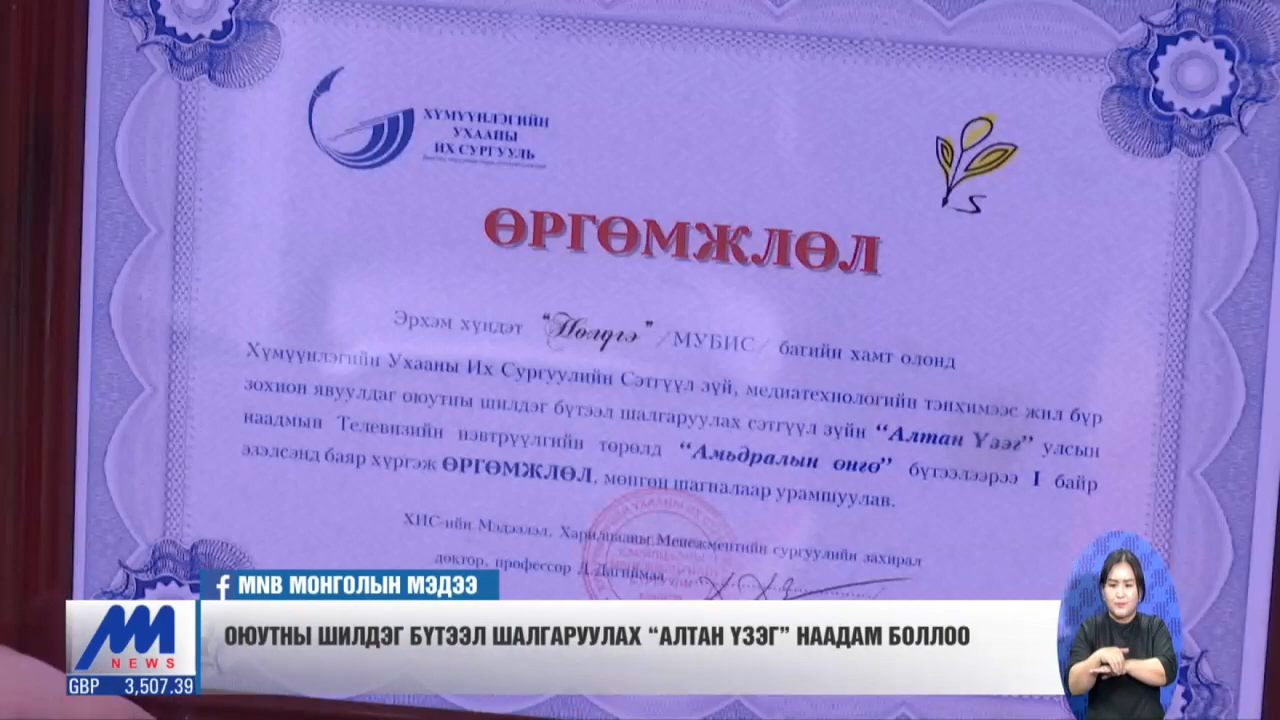 ХҮМҮҮНЛЭГИЙН
УХААНЫ
ИХ СУРГУУЛЬ
ӨРГӨМЖЛӨЛ
Эрхэм хүндэт "Нөлүгэ" /МУБИС/ багийн хамт олонд
Хүмүүнлэгийн Ухааны Их Сургуулийн Сэтгүүл зүй, медиатехнологийн тэнхимээс жил бүр
зохион явуулдаг оюутны шилдэг бүтээл шалгаруулах сэтгүүл зүйн “Алтан Үзэг” улсын
наадмын Телевизийн нэвтрүүлгийн төрөлд “Амьдралын өнгө” бүтээлээрээ I байр
эзэлсэнд баяр хүргэж ӨРГӨМЖЛӨЛ, мөнгөн шагналаар урамшуулав.
ХИС-ийн Мэдээлэл, Харилцааны Менежментийн сургуулийн захирал
доктор, профессор Д.Дагиймаа
MNB МОНГОЛЫН МЭДЭЭ
ОЮУТНЫ ШИЛДЭГ БҮТЭЭЛ ШАЛГАРУУЛАХ “АЛТАН ҮЗЭГ” НААДАМ БОЛЛОО
M NEWS
GBP 3,507.39